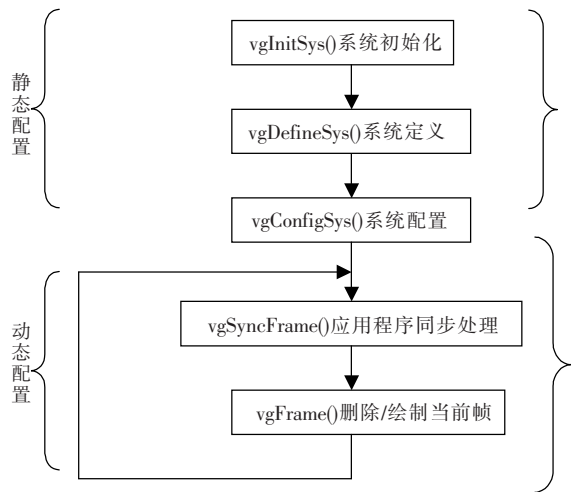 vgInitSys()系统初始化
静态配置
vgDefineSys()系统定义
vgConfigSys()系统配置
动态配置
vgSyncFrame()应用程序同步处理
vgFrame()删除/绘制当前帧